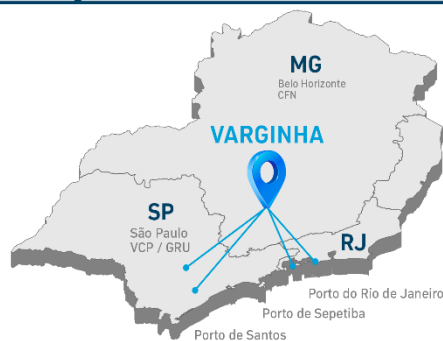 MG
Belo Horizonte
CFN
VARGINHA
SP
São Paulo
VCP / GRU
RJ
Porto do Rio de Janeiro
Porto de Sepetiba
Porto de Santos